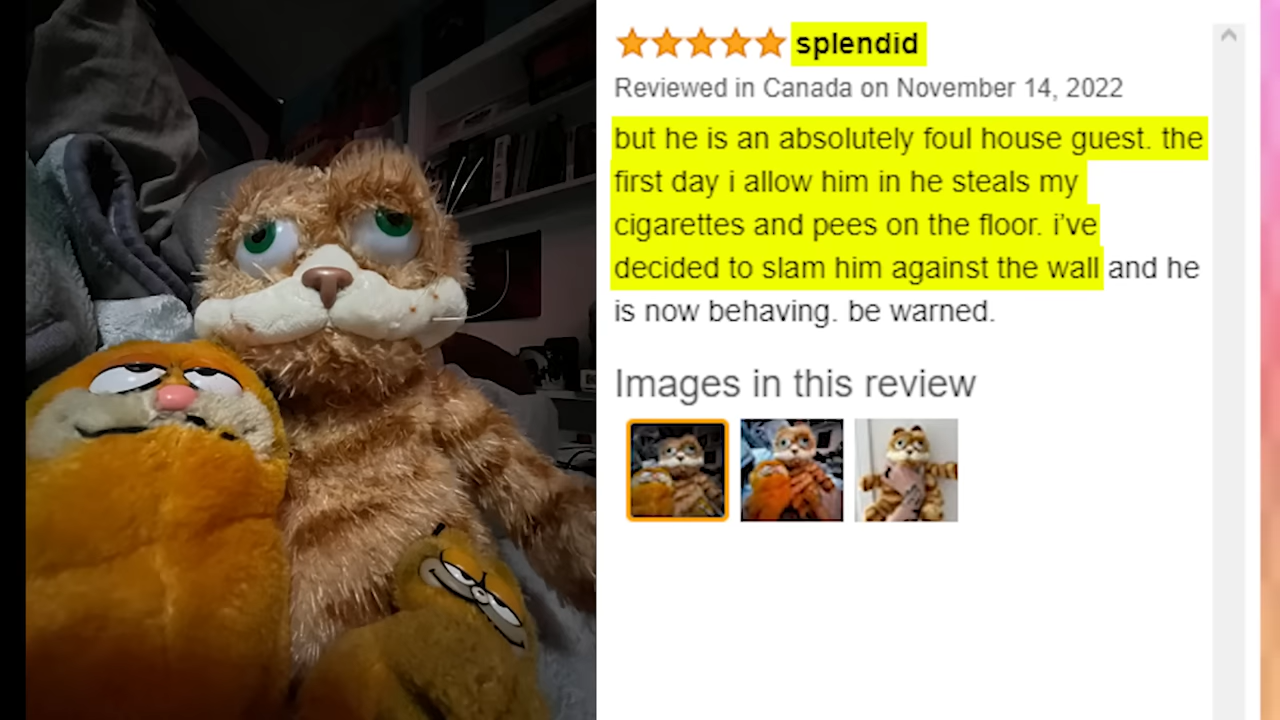 splendid
Reviewed in Canada on November 14, 2022
but he is an absolutely foul house guest. the
first day i allow him in he steals my
cigarettes and pees on the floor. i’ve
decided to slam him against the wall and he
is now behaving. be warned.
Images in this review